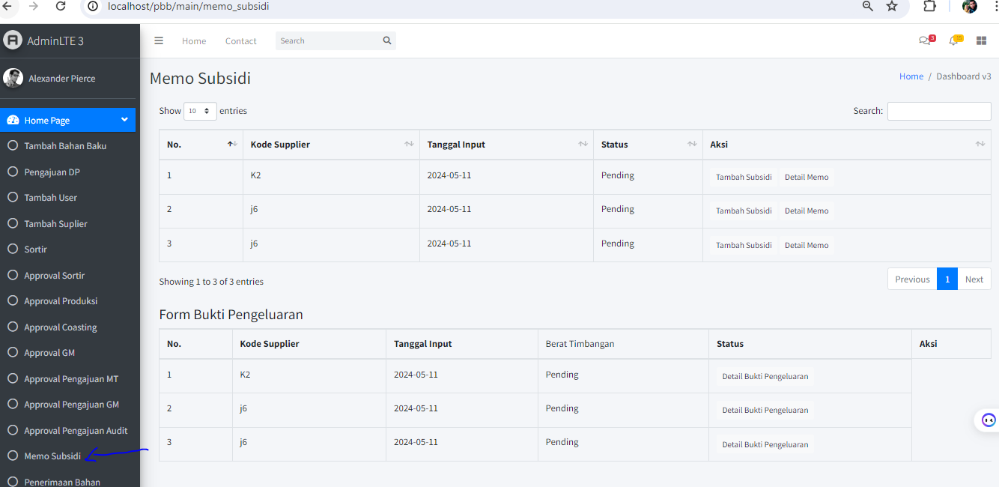 localhost/pbb/main/memo_subsidi
AdminLTE 3
Home Contact Search
3
15
Alexander Pierce
Memo Subsidi
Home / Dashboard v3
Home Page
Tambah Bahan Baku
Pengajuan DP
Tambah User
Tambah Suplier
Sortir
Approval Sortir
Approval Produksi
Approval Coasting
Approval GM
Approval Pengajuan MT
Approval Pengajuan GM
Approval Pengajuan Audit
Memo Subsidi
Penerimaan Bahan
Show 10 entries
Search:
No. Kode Supplier Tanggal Input Status Aksi
1 K2 2024-05-11 Pending Tambah Subsidi Detail Memo
2 j6 2024-05-11 Pending Tambah Subsidi Detail Memo
3 j6 2024-05-11 Pending Tambah Subsidi Detail Memo
Showing 1 to 3 of 3 entries
Previous 1 Next
Form Bukti Pengeluaran
No. Kode Supplier Tanggal Input Berat Timbangan Status Aksi
1 K2 2024-05-11 Pending Detail Bukti Pengeluaran
2 j6 2024-05-11 Pending Detail Bukti Pengeluaran
3 j6 2024-05-11 Pending Detail Bukti Pengeluaran